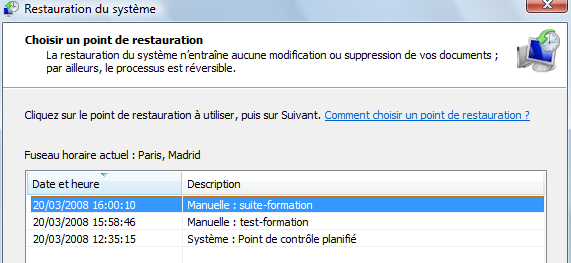 Restauration du système
Choisir un point de restauration
La restauration du système n'entraîne aucune modification ou suppression de vos documents ;
par ailleurs, le processus est réversible.
Cliquez sur le point de restauration à utiliser, puis sur Suivant. Comment choisir un point de restauration ?
Fuseau horaire actuel : Paris, Madrid
Date et heure Description
20/03/2008 16:00:10 Manuelle : suite-formation
20/03/2008 15:58:46 Manuelle : test-formation
20/03/2008 12:35:15 Système : Point de contrôle planifié